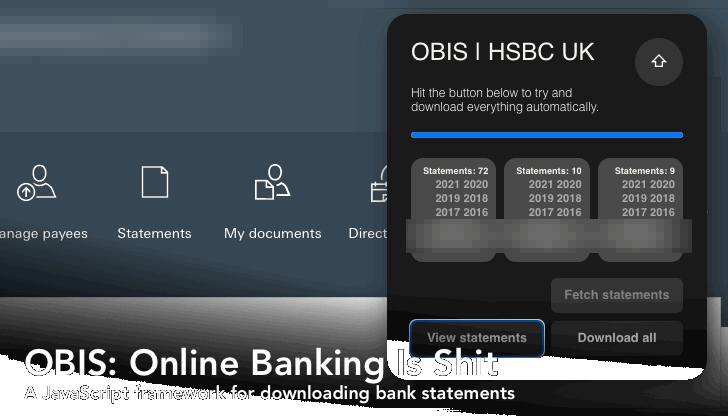 OBIS | HSBC UK
Hit the button below to try and
download everything automatically.
Statements: 72
2021 2020
2019 2018
2017 2016
Statements: 10
2021 2020
2019 2018
2017 2016
Statements: 9
2021 2020
2019 2018
2017 2016
anage payees
Statements
My documents
Direct
Fetch statements
View statements
Download all
OBIS: Online Banking Is Shit
A JavaScript framework for downloading bank statements